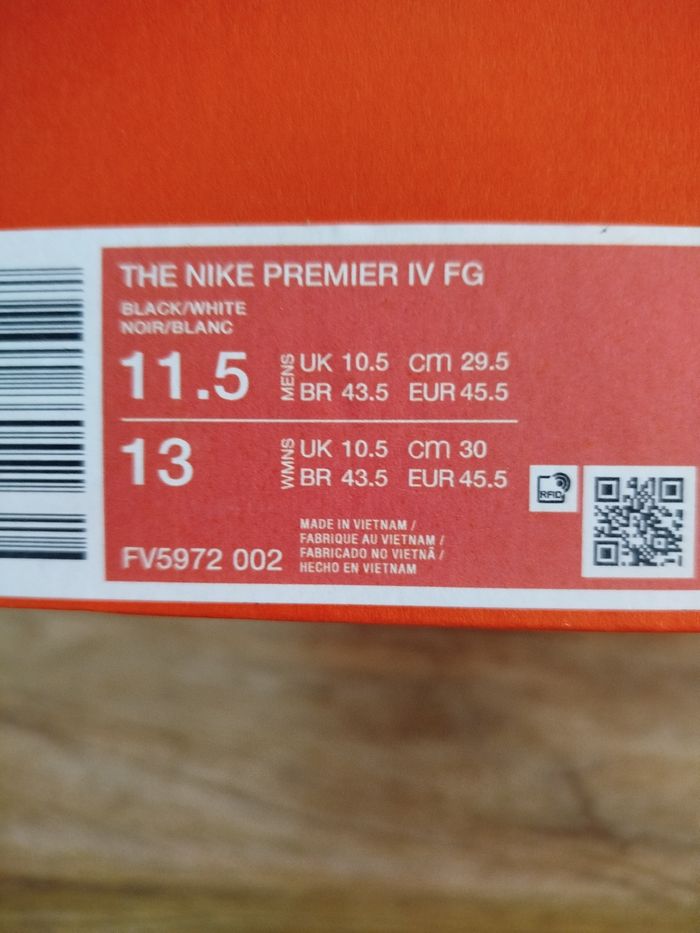 THE NIKE PREMIER IV FG
BLACK/WHITE
NOIR/BLANC
11.5 MENS UK 10.5 cm 29.5
BR 43.5 EUR 45.5
13 WMNS UK 10.5 cm 30
BR 43.5 EUR 45.5
RFID
MADE IN VIETNAM /
FABRIQUE AU VIETNAM /
FABRICADO NO VIETNÃ /
HECHO EN VIETNAM
FV5972 002